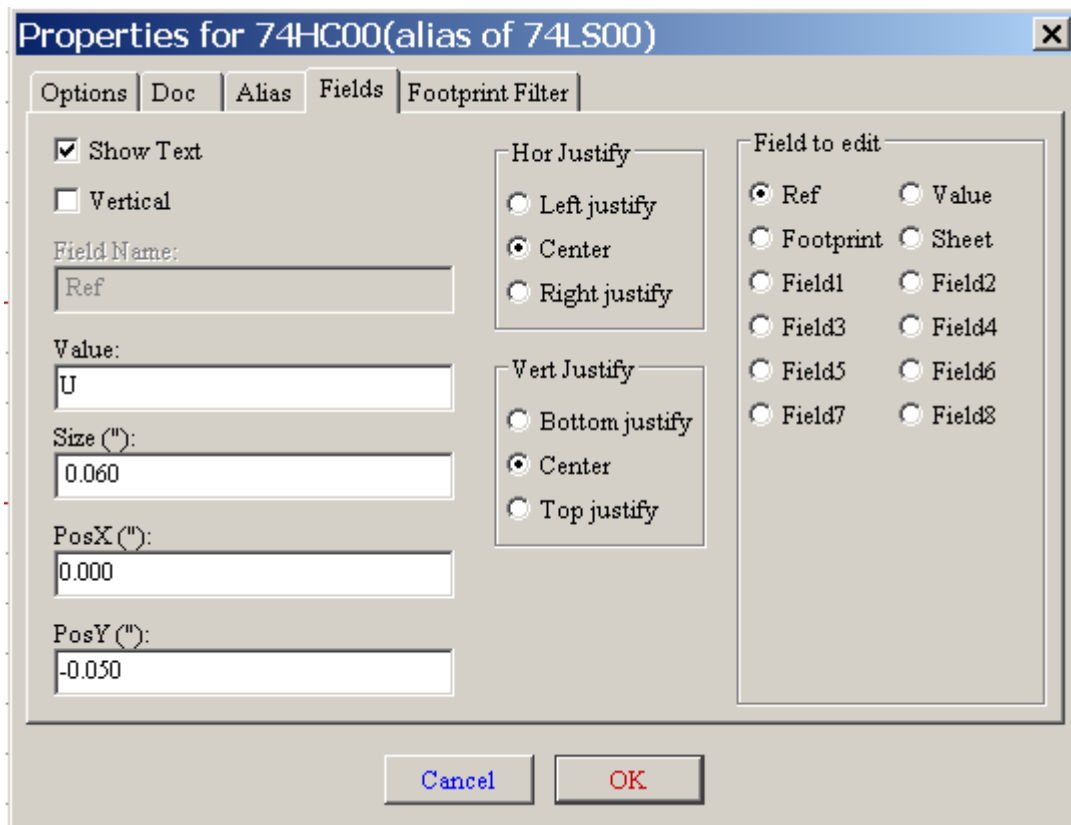 Properties for 74HC00(alias of 74LS00)
Options Doc Alias Fields Footprint Filter
Show Text
Vertical
Field Name:
Ref
Value:
U
Size ("):
0.060
PosX ("):
0.000
PosY ("):
-0.050
Hor Justify
Left justify
Center
Right justify
Vert Justify
Bottom justify
Center
Top justify
Field to edit
Ref Value
Footprint Sheet
Field1 Field2
Field3 Field4
Field5 Field6
Field7 Field8
Cancel OK